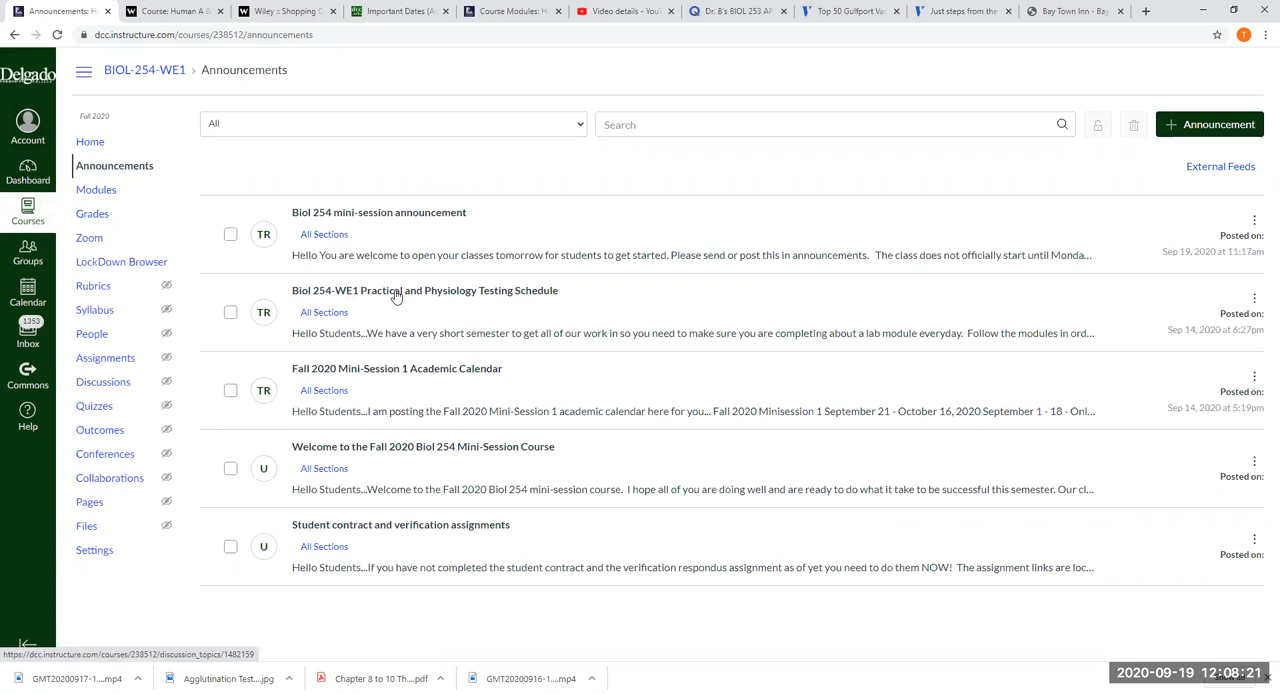 Announcements: H
Course: Human A &
Wiley :: Shopping C
Important Dates (A
Course Modules: H
Video details - You
Dr. B's BIOL 253 AP
Top 50 Gulfport Va
Just steps from the
Bay Town Inn - Bay
dcc.instructure.com/courses/238512/announcements
T
Delgado
Account
Dashboard
Courses
Groups
Calendar
1353
Inbox
Commons
Help
BIOL-254-WE1 › Announcements
Fall 2020
Home
Announcements
Modules
Grades
Zoom
LockDown Browser
Rubrics
Syllabus
People
Assignments
Discussions
Quizzes
Outcomes
Conferences
Collaborations
Pages
Files
Settings
All
Search
+ Announcement
External Feeds
Biol 254 mini-session announcement
TR
All Sections
Hello You are welcome to open your classes tomorrow for students to get started. Please send or post this in announcements. The class does not officially start until Monda...
Posted on:
Sep 19, 2020 at 11:17am
Biol 254-WE1 Practical and Physiology Testing Schedule
TR
All Sections
Hello Students...We have a very short semester to get all of our work in so you need to make sure you are completing about a lab module everyday. Follow the modules in ord...
Posted on:
Sep 14, 2020 at 6:27pm
Fall 2020 Mini-Session 1 Academic Calendar
TR
All Sections
Hello Students...I am posting the Fall 2020 Mini-Session 1 academic calendar here for you... Fall 2020 Minisession 1 September 21 - October 16, 2020 September 1 - 18 - Onl...
Posted on:
Sep 14, 2020 at 5:19pm
Welcome to the Fall 2020 Biol 254 Mini-Session Course
U
All Sections
Hello Students...Welcome to the Fall 2020 Biol 254 mini-session course. I hope all of you are doing well and are ready to do what it take to be successful this semester. Our cl...
Posted on:
Student contract and verification assignments
U
All Sections
Hello Students...If you have not completed the student contract and the verification respondus assignment as of yet you need to do them NOW! The assignment links are loc...
Posted on:
https://dcc.instructure.com/courses/238512/discussion_topics/1482159
GMT20200917-1....mp4
Agglutination Test....jpg
Chapter 8 to 10 Th....pdf
GMT20200916-1....mp4
2020-09-19 12:08:21